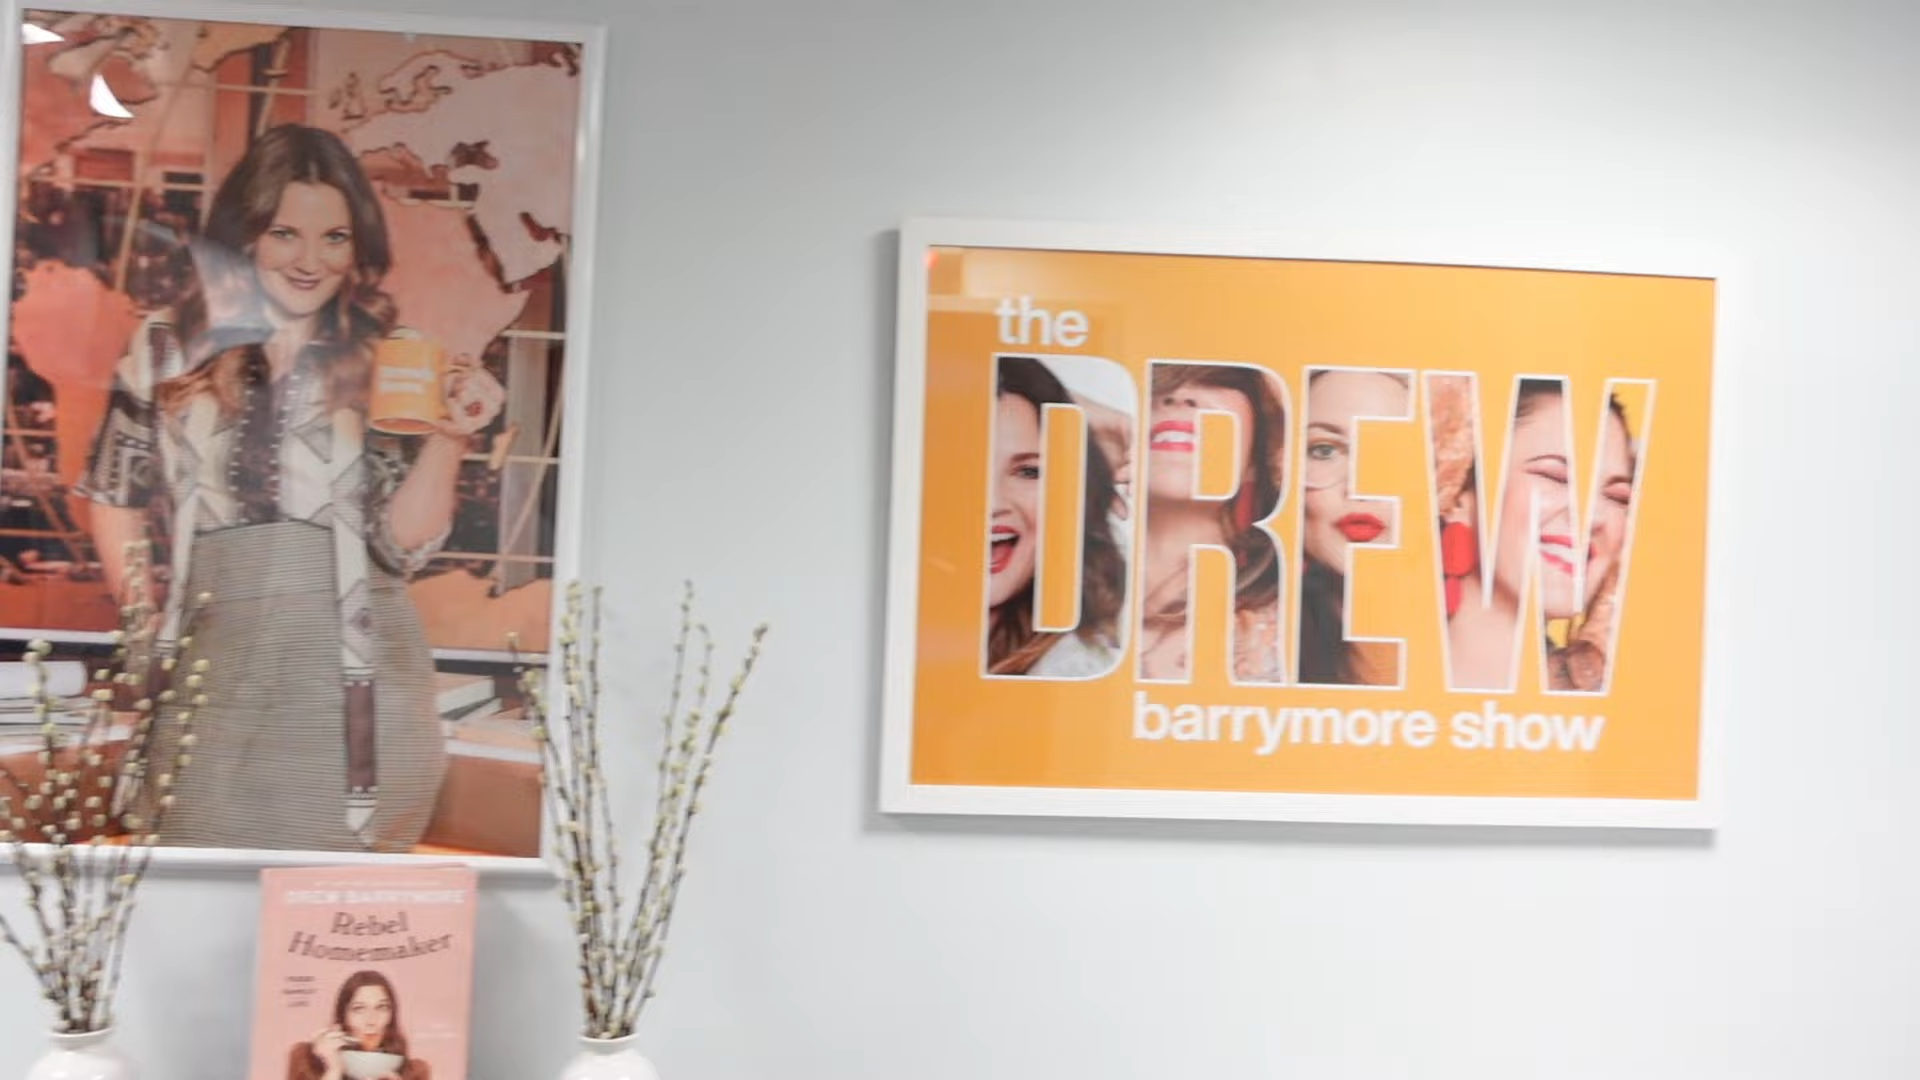 the
DREW
barrymore show
DREW BARRYMORE
Rebel
Homemaker